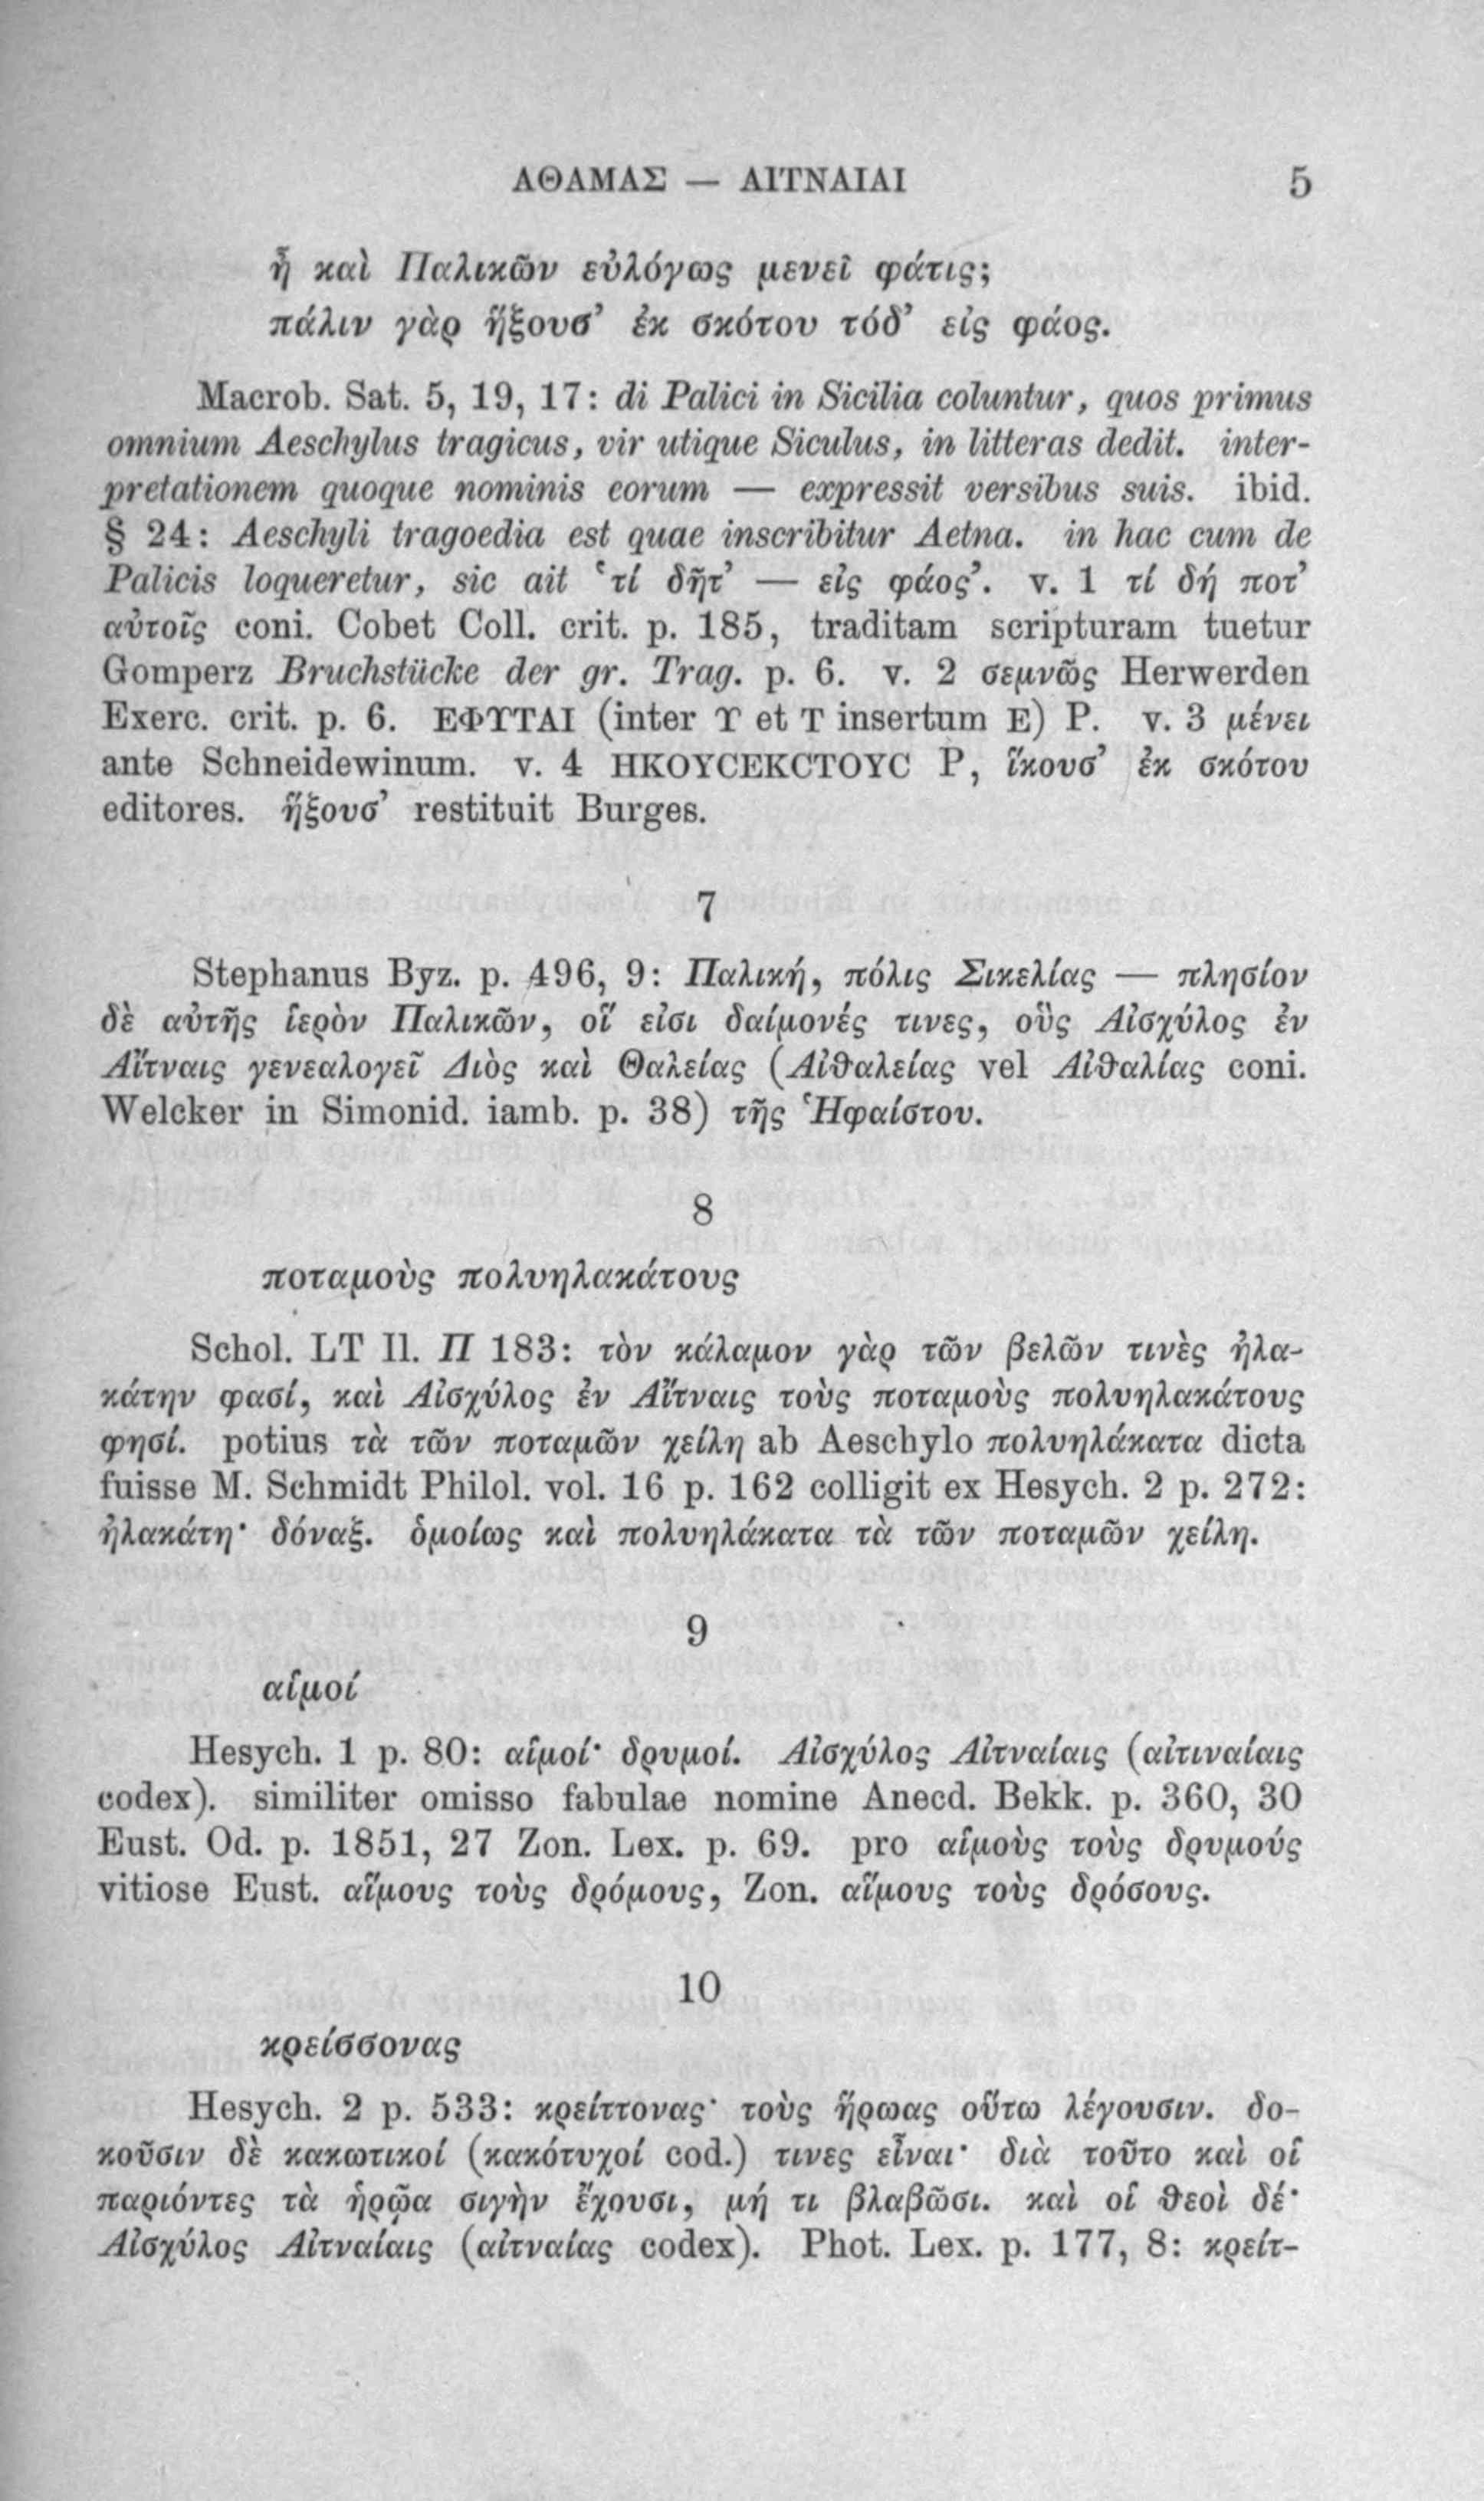 ΑΘΑΜΑΣ — ΑΙΤΝΑΙΑΙ 5
ἦ καὶ Παλικῶν εὐλόγως μενεῖ φάτις;
πάλιν γὰρ ἥξουσ’ ἐκ σκότου τόδ’ εἰς φάος.
Macrob. Sat. 5, 19, 17: di Palici in Sicilia coluntur, quos primus
omnium Aeschylus tragicus, vir utique Siculus, in litteras dedit. inter-
pretationem quoque nominis eorum — expressit versibus suis. ibid.
§ 24: Aeschyli tragoedia est quae inscribitur Aetna. in hac cum de
Palicis loqueretur, sic ait ‘τί δῆτ’ — εἰς φάος’. v. 1 τί δή ποτ’
αὐτοῖς coni. Cobet Coll. crit. p. 185, traditam scripturam tuetur
Gomperz Bruchstücke der gr. Trag. p. 6. v. 2 σεμνῶς Herwerden
Exerc. crit. p. 6. ΕΦΥΤΑΙ (inter Υ et Τ insertum Ε) P. v. 3 μένει
ante Schneidewinum. v. 4 ΗΚΟΥCΕΚCΤΟΥC P, ἵκουσ’ ἐκ σκότου
editores. ἥξουσ’ restituit Burges.
7
Stephanus Byz. p. 496, 9: Παλική, πόλις Σικελίας — πλησίον
δὲ αὐτῆς ἱερὸν Παλικῶν, οἵ εἰσι δαίμονές τινες, οὓς Αἰσχύλος ἐν
Αἴτναις γενεαλογεῖ Διὸς καὶ Θαλείας (Αἰθαλείας vel Αἰθαλίας coni.
Welcker in Simonid. iamb. p. 38) τῆς Ἡφαίστου.
8
ποταμοὺς πολυηλακάτους
Schol. LT Il. Π 183: τὸν κάλαμον γὰρ τῶν βελῶν τινὲς ἠλα-
κάτην φασί, καὶ Αἰσχύλος ἐν Αἴτναις τοὺς ποταμοὺς πολυηλακάτους
φησί. potius τὰ τῶν ποταμῶν χείλη ab Aeschylo πολυηλάκατα dicta
fuisse M. Schmidt Philol. vol. 16 p. 162 colligit ex Hesych. 2 p. 272:
ἠλακάτη· δόναξ. ὁμοίως καὶ πολυηλάκατα τὰ τῶν ποταμῶν χείλη.
9
αἱμοί
Hesych. 1 p. 80: αἱμοί· δρυμοί. Αἰσχύλος Αἰτναίαις (αἰτιναίαις
codex). similiter omisso fabulae nomine Anecd. Bekk. p. 360, 30
Eust. Od. p. 1851, 27 Zon. Lex. p. 69. pro αἱμοὺς τοὺς δρυμούς
vitiose Eust. αἵμους τοὺς δρόμους, Zon. αἵμους τοὺς δρόσους.
10
κρείσσονας
Hesych. 2 p. 533: κρείττονας· τοὺς ἥρωας οὕτω λέγουσιν. δο-
κοῦσιν δὲ κακωτικοί (κακότυχοί cod.) τινες εἶναι· διὰ τοῦτο καὶ οἱ
παριόντες τὰ ἡρῷα σιγὴν ἔχουσι, μή τι βλαβῶσι. καὶ οἱ θεοὶ δέ·
Αἰσχύλος Αἰτναίαις (αἰτναίας codex). Phot. Lex. p. 177, 8: κρείτ-